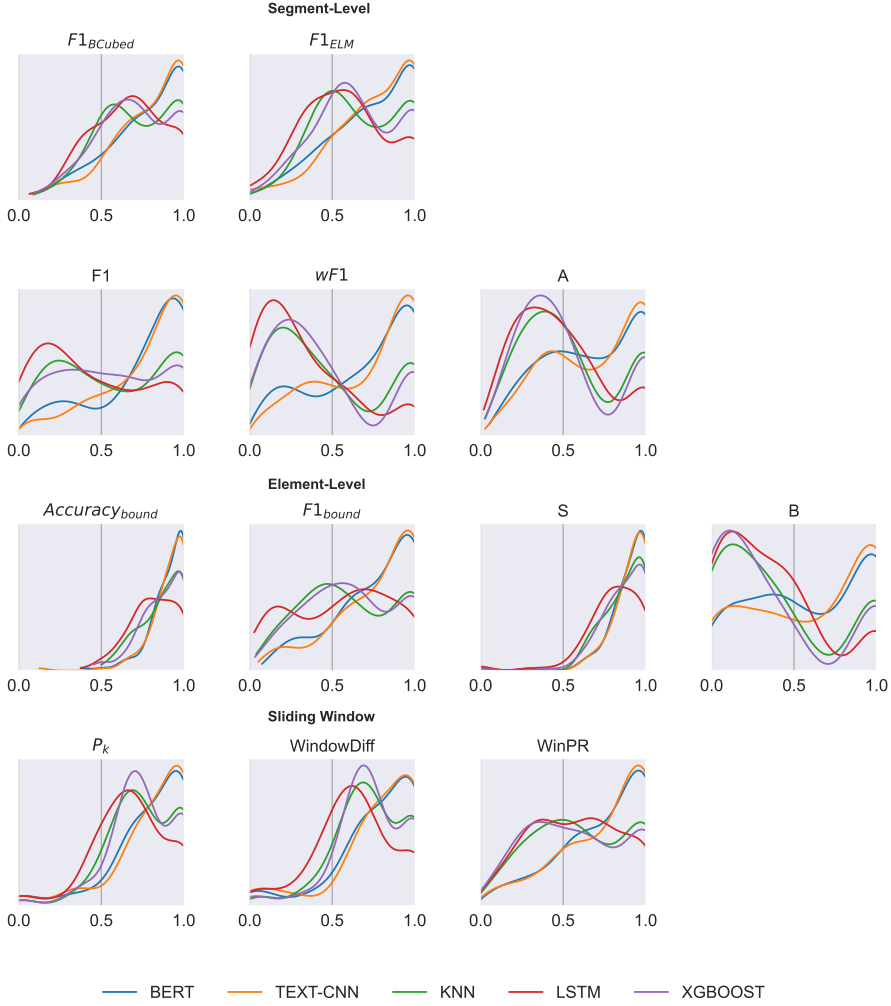 Segment-Level
F1BCubed F1ELM
0.0 0.5 1.0 0.0 0.5 1.0
F1 wF1 A
0.0 0.5 1.0 0.0 0.5 1.0 0.0 0.5 1.0
Element-Level
Accuracybound F1bound S B
0.0 0.5 1.0 0.0 0.5 1.0 0.0 0.5 1.0 0.0 0.5 1.0
Sliding Window
Pk WindowDiff WinPR
0.0 0.5 1.0 0.0 0.5 1.0 0.0 0.5 1.0
BERT TEXT-CNN KNN LSTM XGBOOST